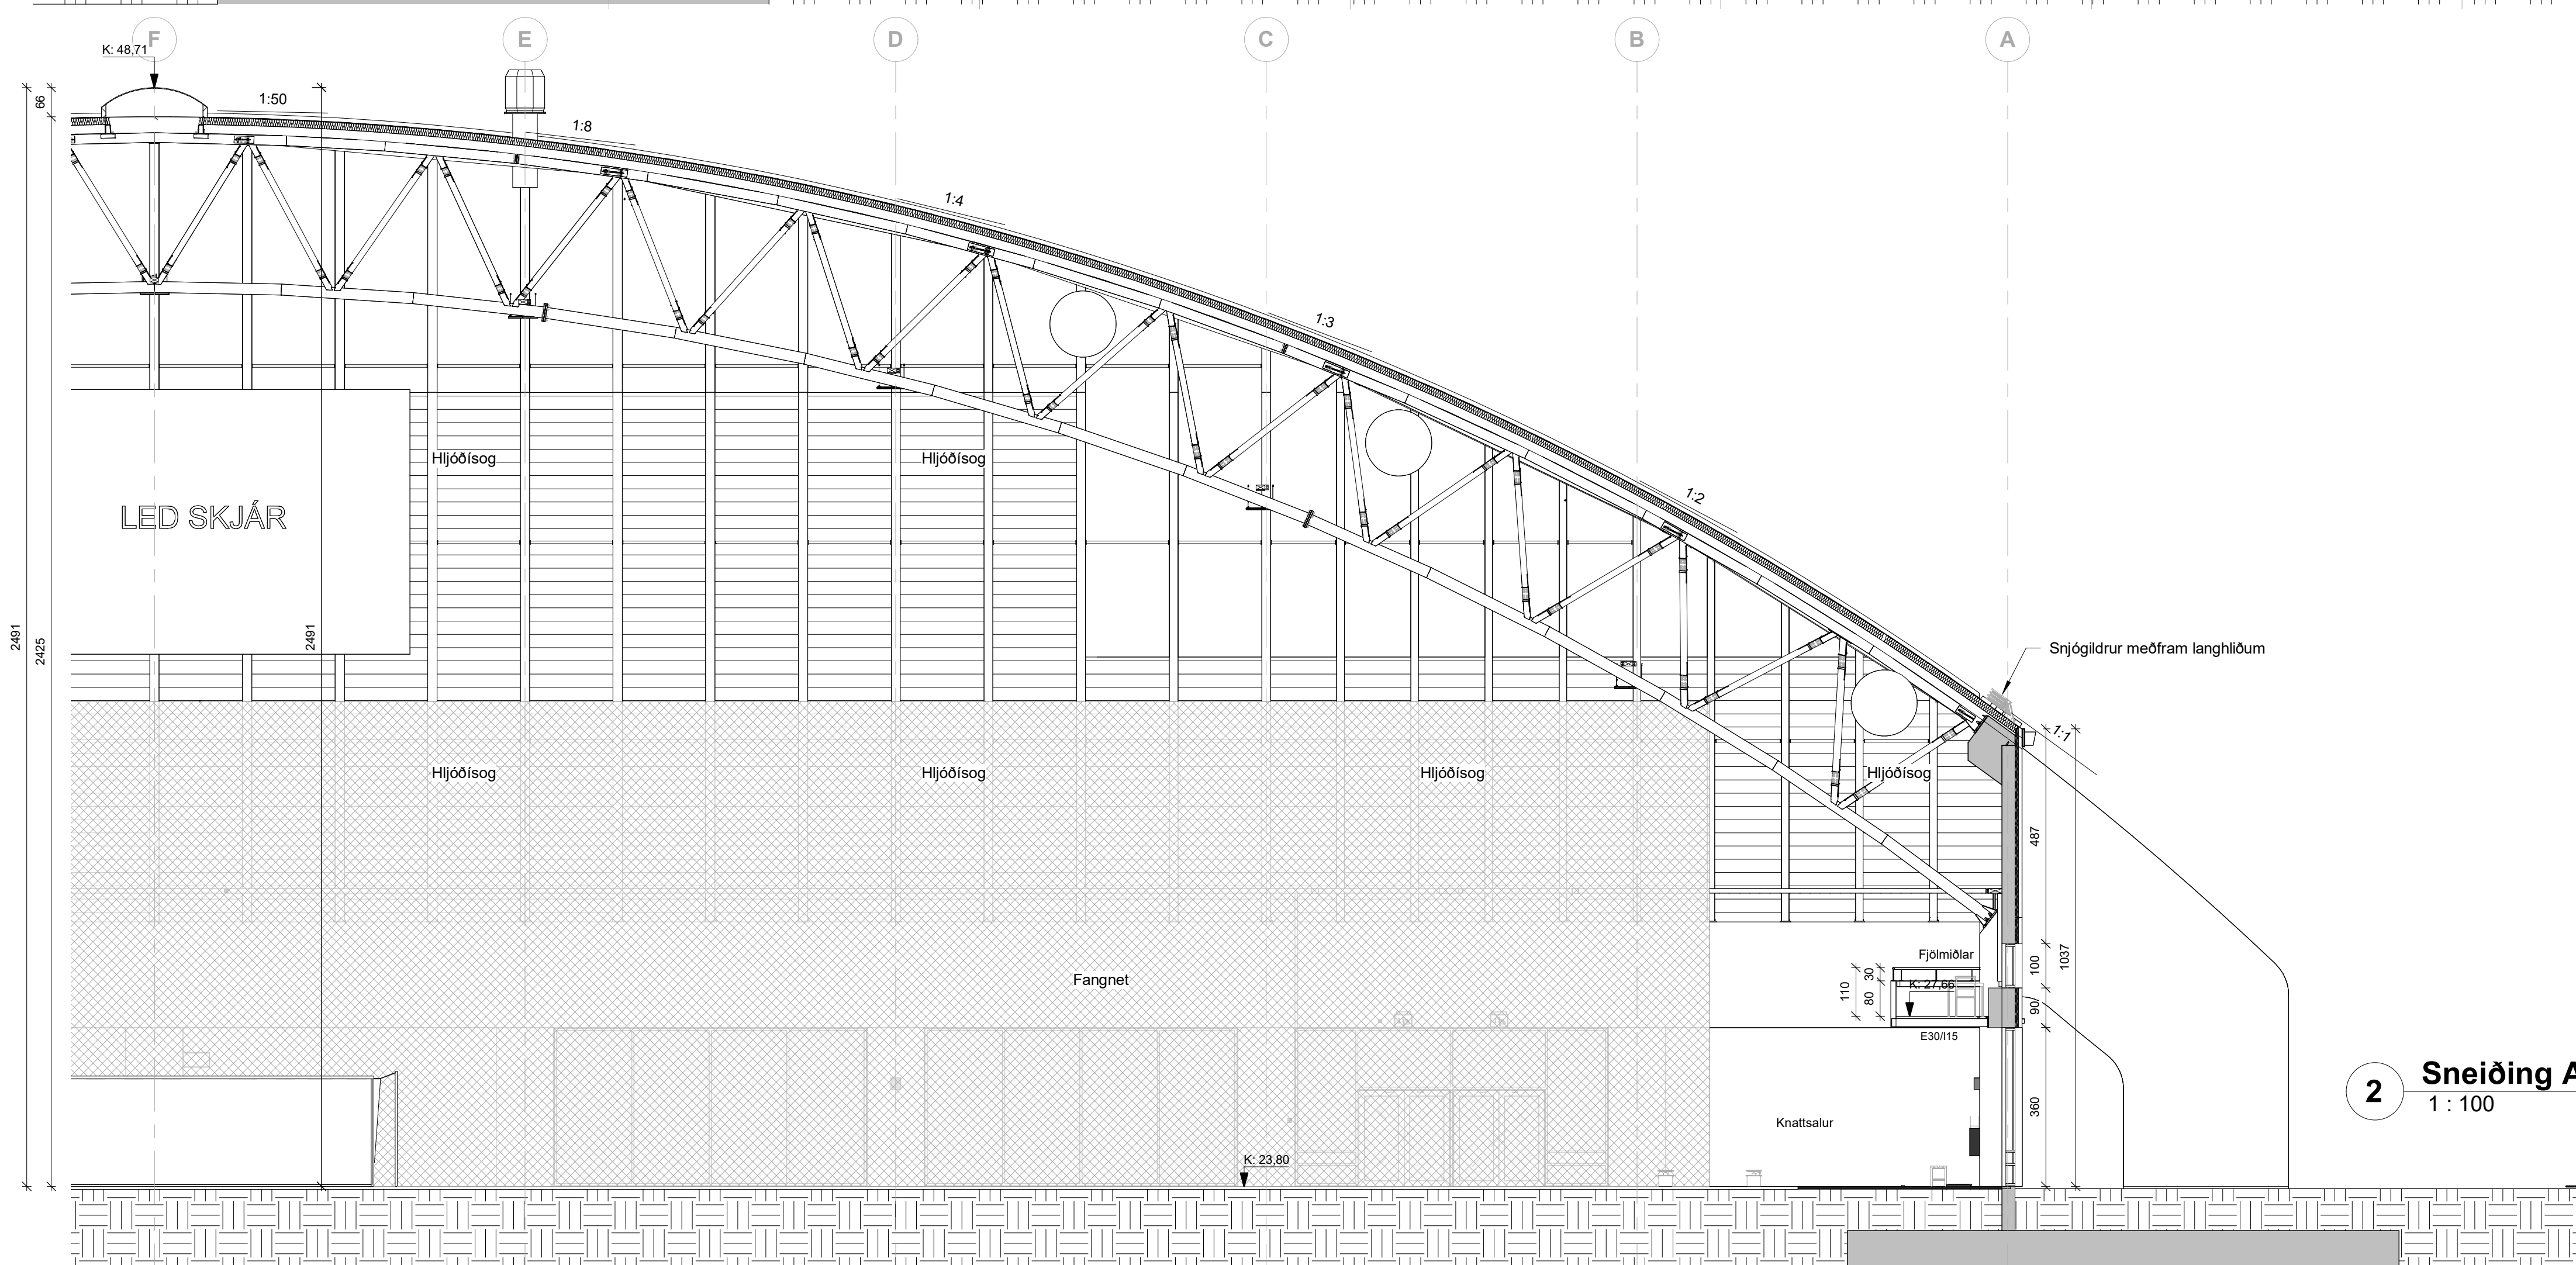 F E D C B A
K: 48,71
66
1:50
1:8
1:4
1:3
1:2
1:1
2491
2425
2491
Hljóðísog
Hljóðísog
LED SKJÁR
Snjógildrur meðfram langhliðum
Hljóðísog
Hljóðísog
Hljóðísog
Hljóðísog
487
1037
Fjölmiðlar
Fangnet
110
30
80
K: 27,66
100
90
E30/I15
Knattsalur
360
K: 23,80
2 Sneiðing A
1 : 100